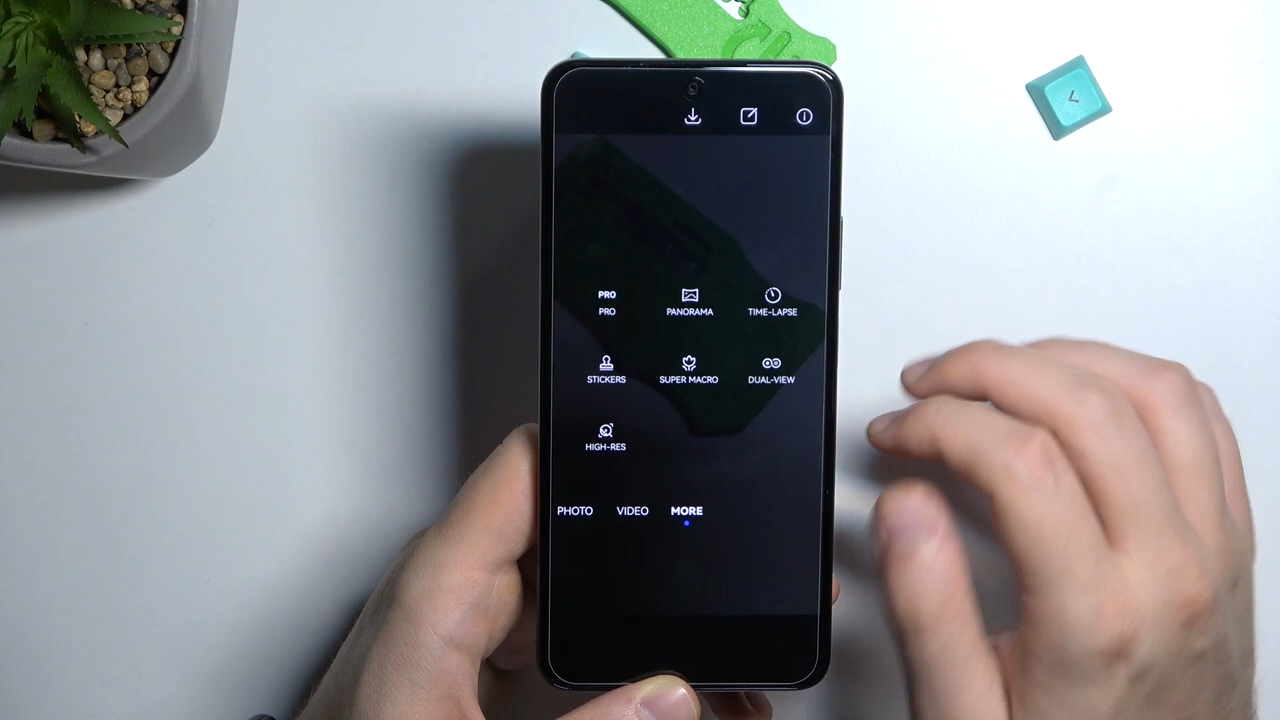 PRO
PRO
PANORAMA
TIME-LAPSE
STICKERS
SUPER MACRO
DUAL-VIEW
HIGH-RES
PHOTO
VIDEO
MORE